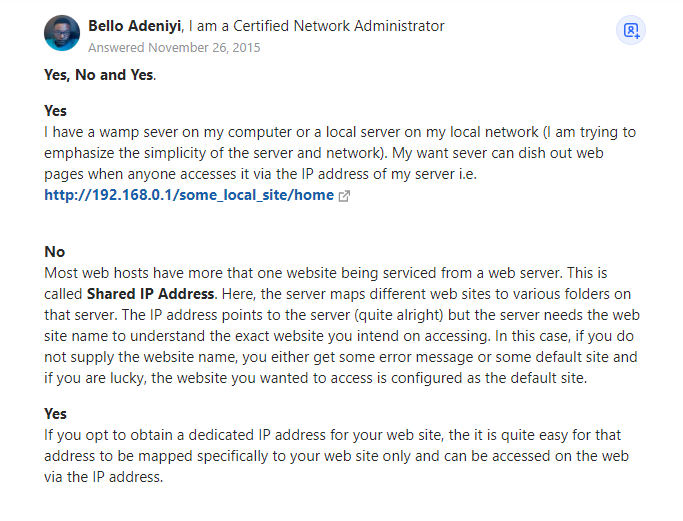 Bello Adeniyi, I am a Certified Network Administrator
Answered November 26, 2015
Yes, No and Yes.
Yes
I have a wamp sever on my computer or a local server on my local network (I am trying to
emphasize the simplicity of the server and network). My want sever can dish out web
pages when anyone accesses it via the IP address of my server i.e.
http://192.168.0.1/some_local_site/home
No
Most web hosts have more that one website being serviced from a web server. This is
called Shared IP Address. Here, the server maps different web sites to various folders on
that server. The IP address points to the server (quite alright) but the server needs the web
site name to understand the exact website you intend on accessing. In this case, if you do
not supply the website name, you either get some error message or some default site and
if you are lucky, the website you wanted to access is configured as the default site.
Yes
If you opt to obtain a dedicated IP address for your web site, the it is quite easy for that
address to be mapped specifically to your web site only and can be accessed on the web
via the IP address.